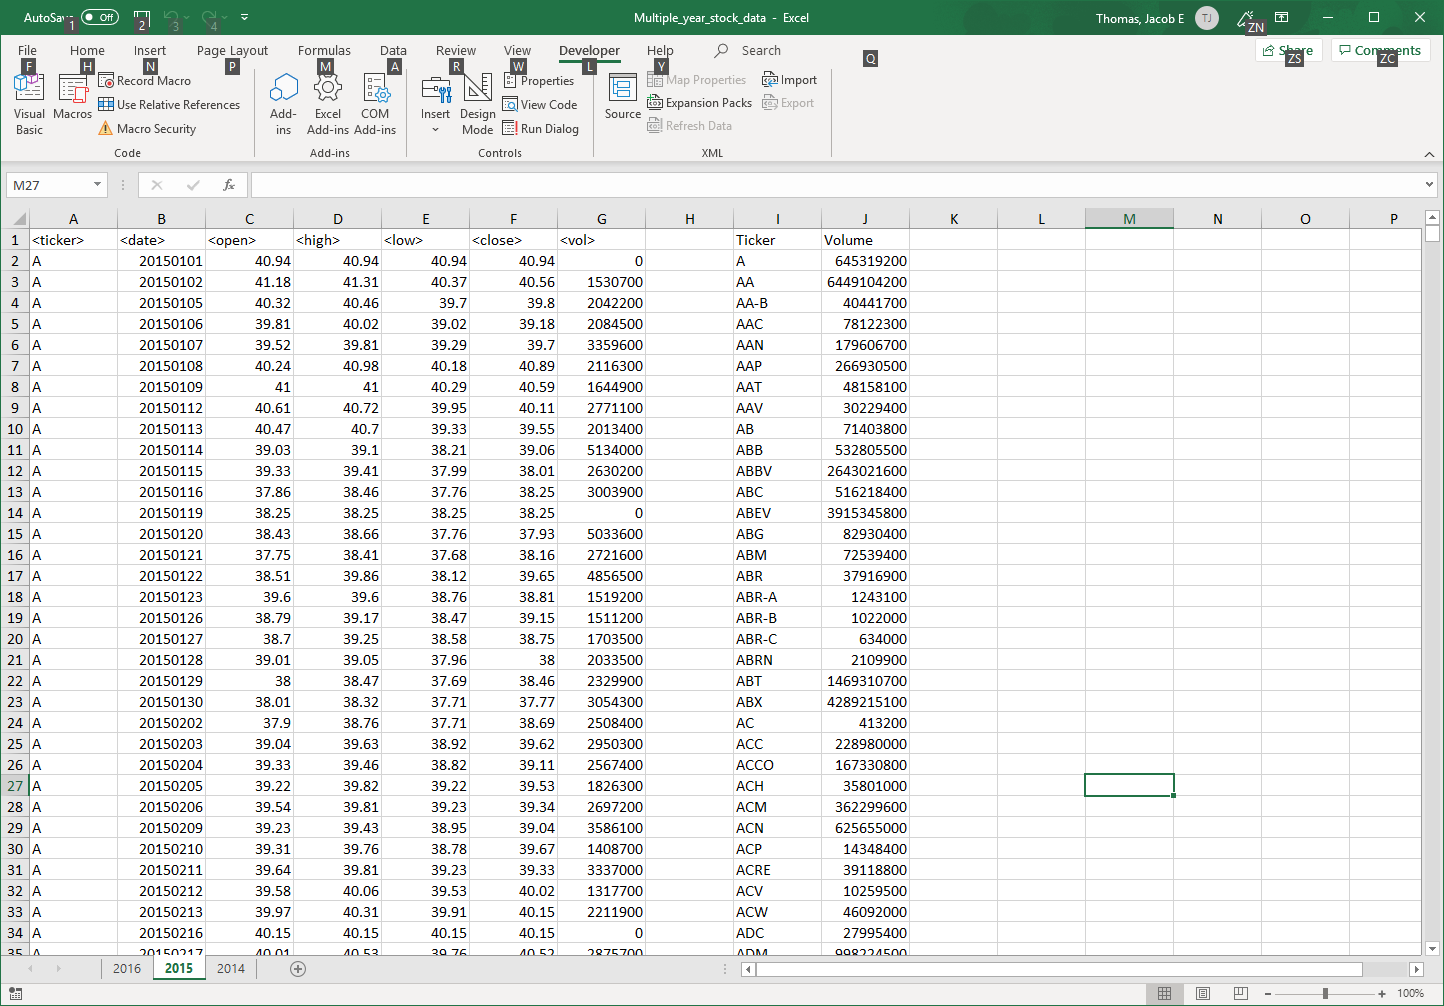 AutoSave Off 1 2 3 4 Multiple_year_stock_data - Excel Thomas, Jacob E TJ ZN
File Home Insert Page Layout Formulas Data Review View Developer Help Search Share Comments
F H N P M A R W L Y Q ZS ZC
Visual Basic
Macros
Record Macro
Use Relative References
Macro Security
Code
Add-ins
Excel Add-ins
COM Add-ins
Add-ins
Insert
Design Mode
Properties
View Code
Run Dialog
Controls
Source
Map Properties
Expansion Packs
Refresh Data
Import
Export
XML
M27 fx
A B C D E F G H I J K L M N O P
1 <ticker> <date> <open> <high> <low> <close> <vol> Ticker Volume
2 A 20150101 40.94 40.94 40.94 40.94 0 A 645319200
3 A 20150102 41.18 41.31 40.37 40.56 1530700 AA 6449104200
4 A 20150105 40.32 40.46 39.7 39.8 2042200 AA-B 40441700
5 A 20150106 39.81 40.02 39.02 39.18 2084500 AAC 78122300
6 A 20150107 39.52 39.81 39.29 39.7 3359600 AAN 179606700
7 A 20150108 40.24 40.98 40.18 40.89 2116300 AAP 266930500
8 A 20150109 41 41 40.29 40.59 1644900 AAT 48158100
9 A 20150112 40.61 40.72 39.95 40.11 2771100 AAV 30229400
10 A 20150113 40.47 40.7 39.33 39.55 2013400 AB 71403800
11 A 20150114 39.03 39.1 38.21 39.06 5134000 ABB 532805500
12 A 20150115 39.33 39.41 37.99 38.01 2630200 ABBV 2643021600
13 A 20150116 37.86 38.46 37.76 38.25 3003900 ABC 516218400
14 A 20150119 38.25 38.25 38.25 38.25 0 ABEV 3915345800
15 A 20150120 38.43 38.66 37.76 37.93 5033600 ABG 82930400
16 A 20150121 37.75 38.41 37.68 38.16 2721600 ABM 72539400
17 A 20150122 38.51 39.86 38.12 39.65 4856500 ABR 37916900
18 A 20150123 39.6 39.6 38.76 38.81 1519200 ABR-A 1243100
19 A 20150126 38.79 39.17 38.47 39.15 1511200 ABR-B 1022000
20 A 20150127 38.7 39.25 38.58 38.75 1703500 ABR-C 634000
21 A 20150128 39.01 39.05 37.96 38 2033500 ABRN 2109900
22 A 20150129 38 38.47 37.69 38.46 2329900 ABT 1469310700
23 A 20150130 38.01 38.32 37.71 37.77 3054300 ABX 4289215100
24 A 20150202 37.9 38.76 37.71 38.69 2508400 AC 413200
25 A 20150203 39.04 39.63 38.92 39.62 2950300 ACC 228980000
26 A 20150204 39.33 39.46 38.82 39.11 2567400 ACCO 167330800
27 A 20150205 39.22 39.82 39.22 39.53 1826300 ACH 35801000
28 A 20150206 39.54 39.81 39.23 39.34 2697200 ACM 362299600
29 A 20150209 39.23 39.43 38.95 39.04 3586100 ACN 625655000
30 A 20150210 39.31 39.76 38.78 39.67 1408700 ACP 14348400
31 A 20150211 39.64 39.81 39.23 39.33 3337000 ACRE 39118800
32 A 20150212 39.58 40.06 39.53 40.02 1317700 ACV 10259500
33 A 20150213 39.97 40.31 39.91 40.15 2211900 ACW 46092000
34 A 20150216 40.15 40.15 40.15 40.15 0 ADC 27995400
35 A 20150217 40.01 40.53 39.76 40.52 2875700 ADM 998224500
2016 2015 2014
100%